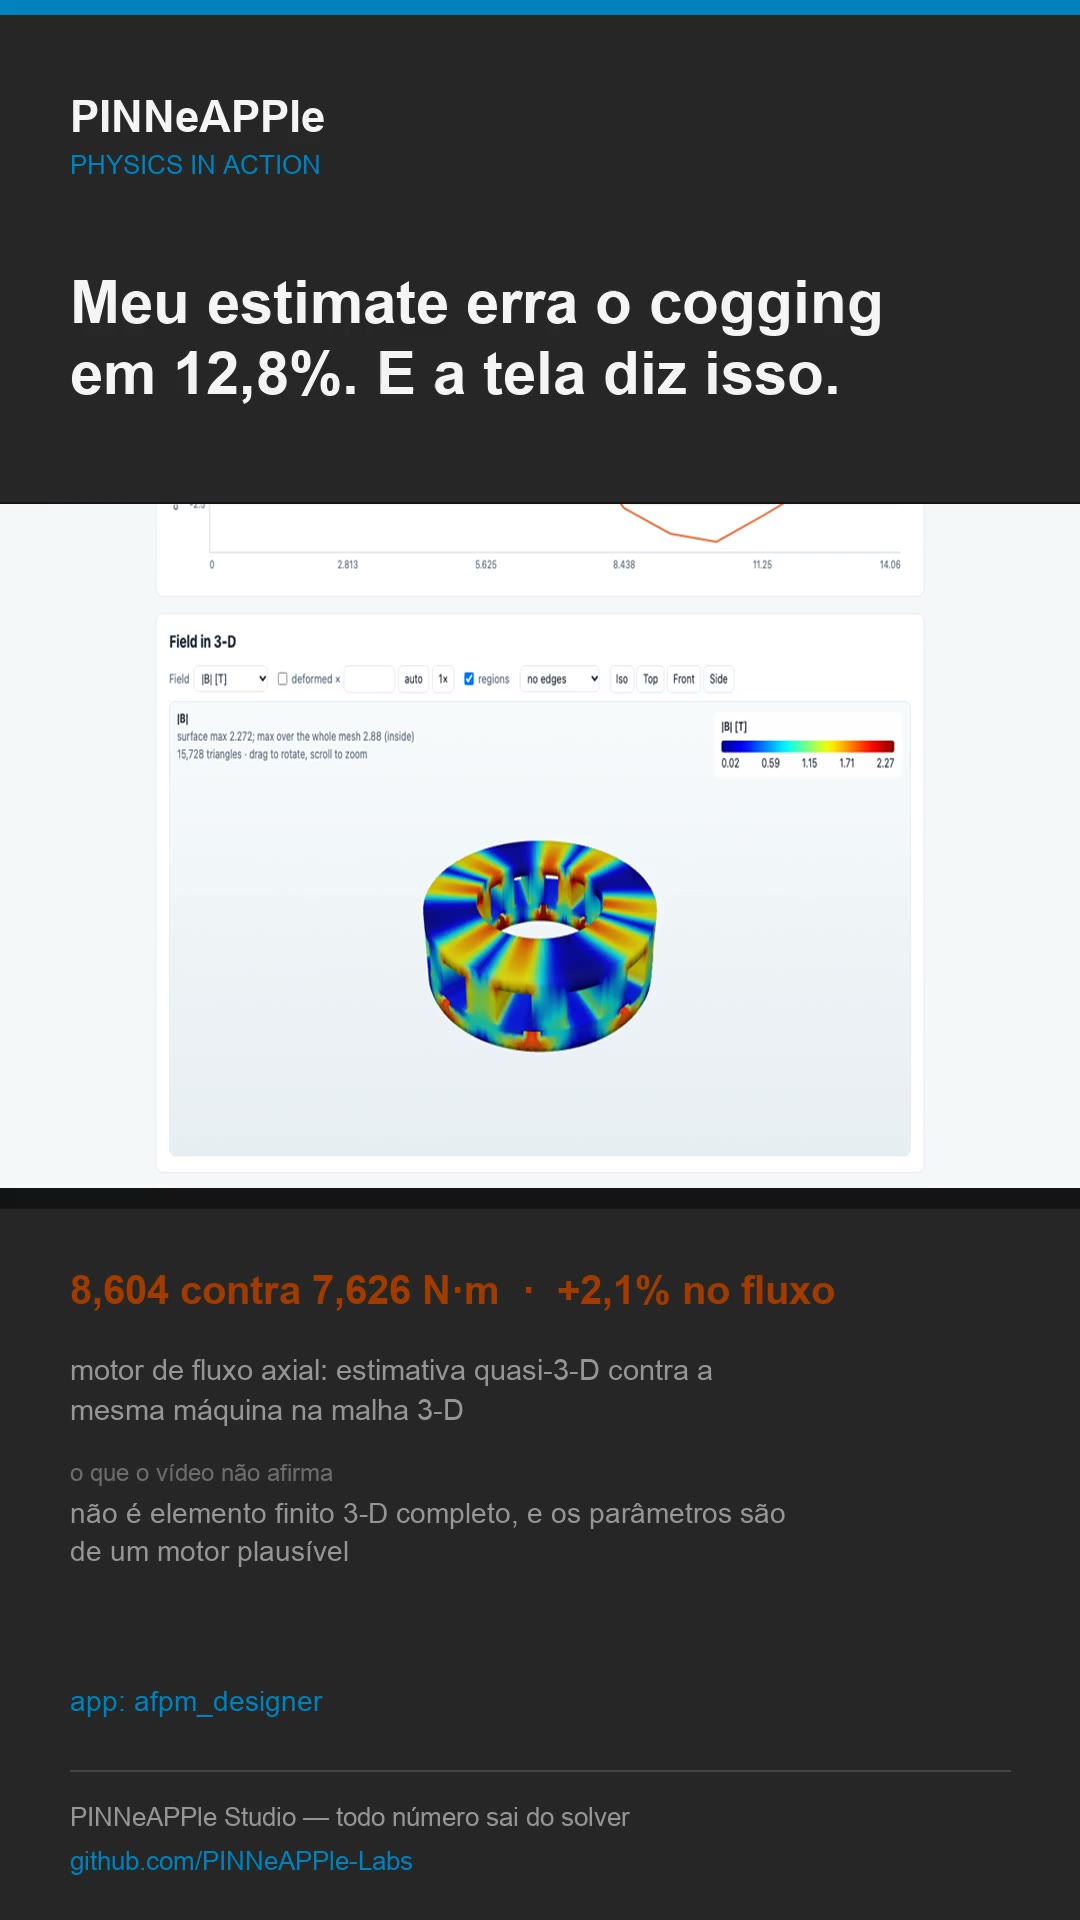 PINNeAPPle
PHYSICS IN ACTION
Meu estimate erra o cogging
em 12,8%. E a tela diz isso.
0 2.813 5.625 8.438 11.25 14.06
Field in 3-D
Field |B| [T] deformed × auto 1x regions no edges Iso Top Front Side
|B|
surface max 2.272; max over the whole mesh 2.88 (inside)
15,728 triangles · drag to rotate, scroll to zoom
|B| [T]
0.02 0.59 1.15 1.71 2.27
8,604 contra 7,626 N·m · +2,1% no fluxo
motor de fluxo axial: estimativa quasi-3-D contra a
mesma máquina na malha 3-D
o que o vídeo não afirma
não é elemento finito 3-D completo, e os parâmetros são
de um motor plausível
app: afpm_designer
PINNeAPPle Studio — todo número sai do solver
github.com/PINNeAPPle-Labs